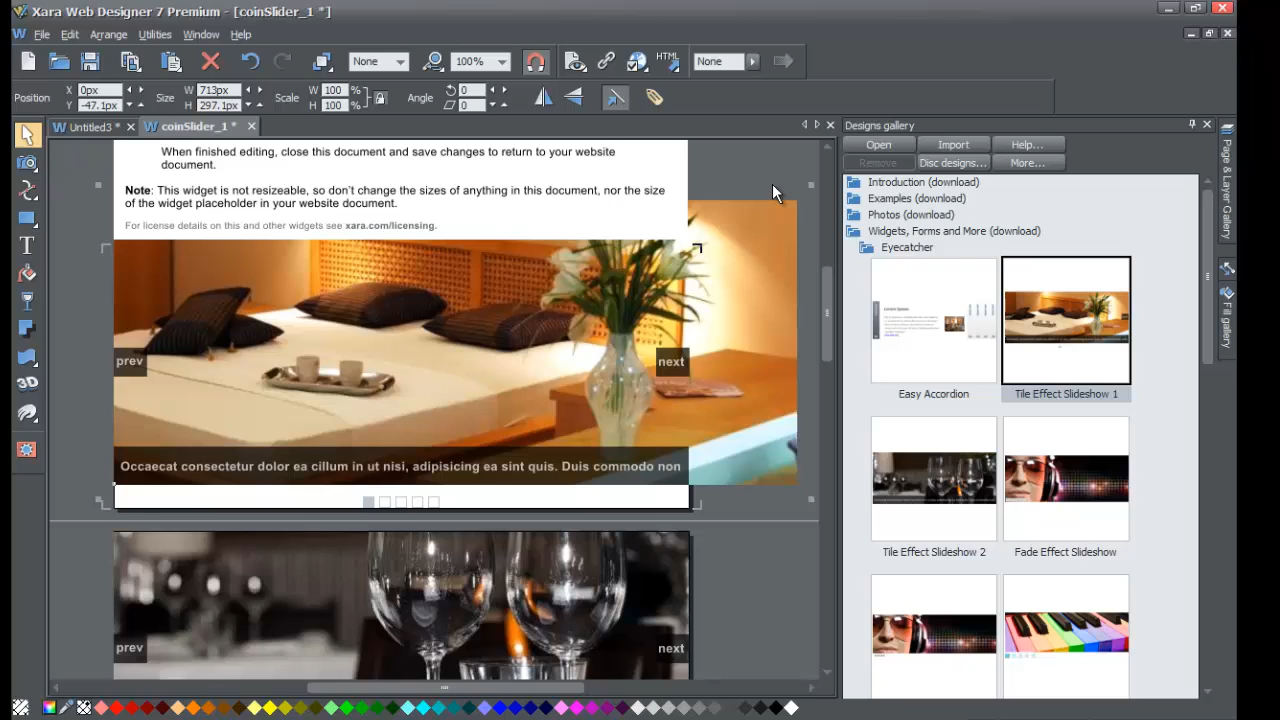 Xara Web Designer 7 Premium - [coinSlider_1 *]
File Edit Arrange Utilities Window Help
None 100% HTML None
Position X 0px Y -47.1px Size W 713px H 297.1px Scale W 100 % H 100 % Angle 0 0
Untitled3 * coinSlider_1 *
Designs gallery
Open Import Help...
Remove Disc designs... More...
Introduction (download)
Examples (download)
Photos (download)
Widgets, Forms and More (download)
Eyecatcher
Easy Accordion Tile Effect Slideshow 1
Tile Effect Slideshow 2 Fade Effect Slideshow
Page & Layer Gallery
Fill gallery
3D
When finished editing, close this document and save changes to return to your website
document.
Note: This widget is not resizeable, so don't change the sizes of anything in this document, nor the size
of the widget placeholder in your website document.
For license details on this and other widgets see xara.com/licensing.
prev next
Occaecat consectetur dolor ea cillum in ut nisi, adipisicing ea sint quis. Duis commodo non
prev next